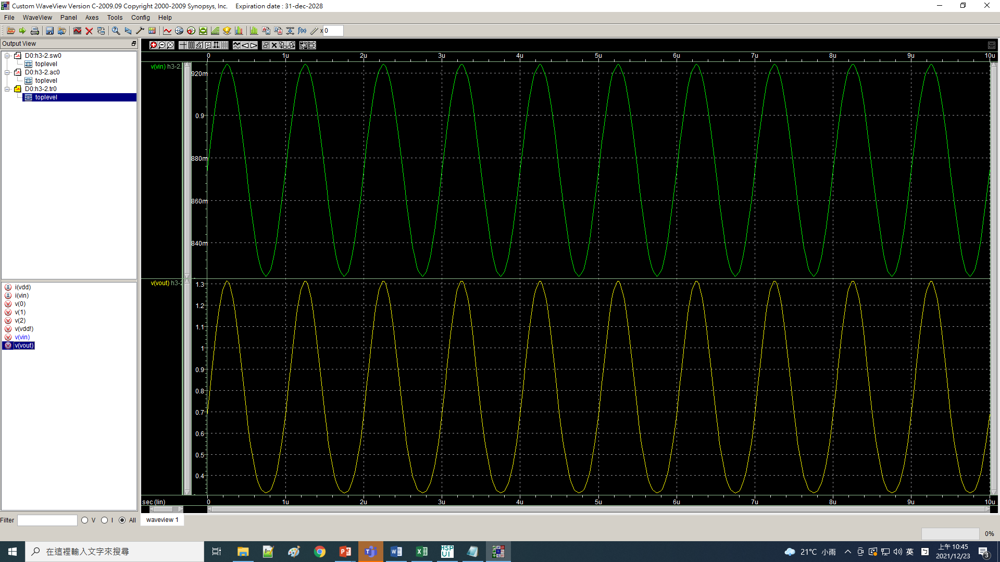 Custom WaveView Version C-2009.09 Copyright 2000-2009 Synopsys, Inc. Expiration date : 31-dec-2028
File WaveView Panel Axes Tools Config Help
f(x) x 0
Output View
D0:h3-2.sw0
toplevel
D0:h3-2.ac0
toplevel
D0:h3-2.tr0
toplevel
i(vdd)
i(vin)
v(0)
v(1)
v(2)
v(vdd!)
v(vin)
v(vout)
Filter V I All
0 1u 2u 3u 4u 5u 6u 7u 8u 9u 10u
v(vin) h3-2.
920m
0.9
880m
860m
840m
v(vout) h3-2
1.3
1.2
1.1
1
0.9
0.8
0.7
0.6
0.5
0.4
sec (lin) 0 1u 2u 3u 4u 5u 6u 7u 8u 9u 10u
waveview 1
0%
在這裡輸入文字來搜尋
HSP UI
21°C 小雨
英
上午 10:45
2021/12/23
3